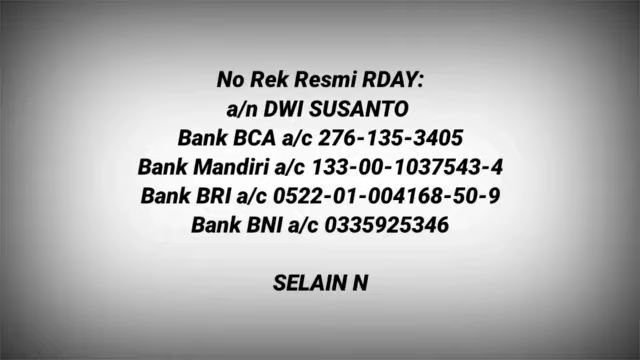 No Rek Resmi RDAY:
a/n DWI SUSANTO
Bank BCA a/c 276-135-3405
Bank Mandiri a/c 133-00-1037543-4
Bank BRI a/c 0522-01-004168-50-9
Bank BNI a/c 0335925346
SELAIN N